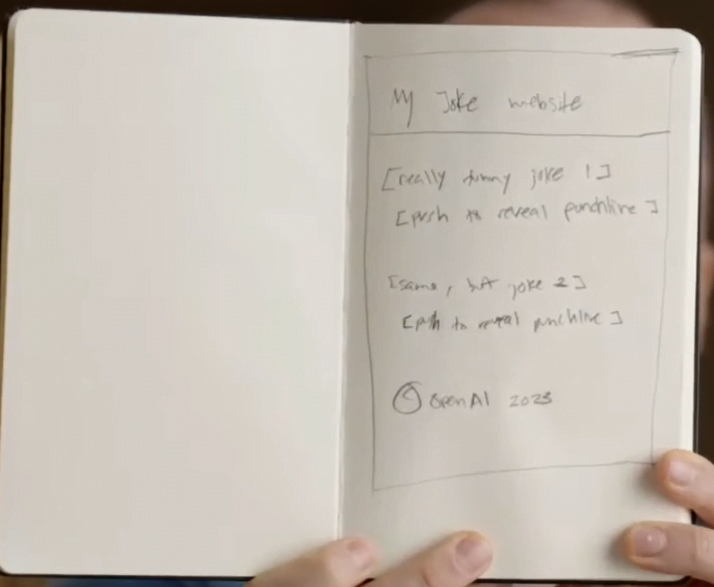 My Joke website
[really funny joke 1]
[push to reveal punchline]
[same, but joke 2]
[push to reveal punchline]
© OpenAI 2023